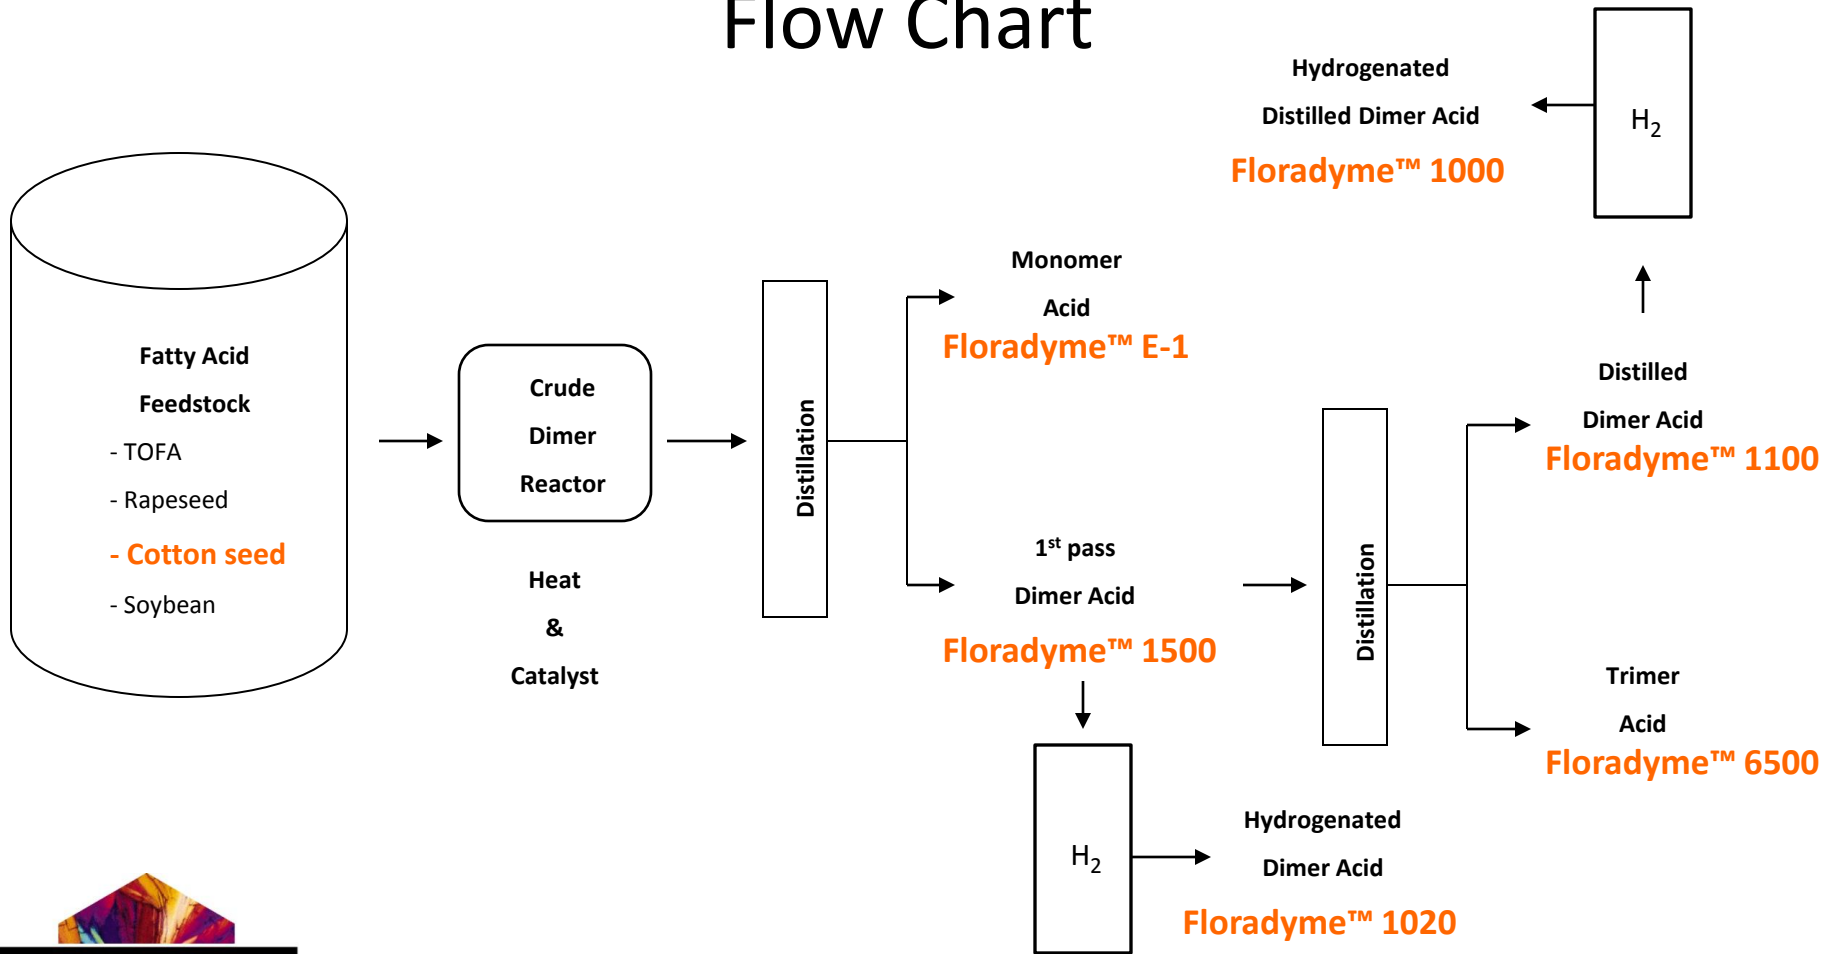 Flow Chart
Fatty Acid
Feedstock
- TOFA
- Rapeseed
- Cotton seed
- Soybean
Crude
Dimer
Reactor
Heat
&
Catalyst
Distillation
Monomer
Acid
Floradyme™ E-1
1st pass
Dimer Acid
Floradyme™ 1500
H2
Hydrogenated
Dimer Acid
Floradyme™ 1020
Distillation
Distilled
Dimer Acid
Floradyme™ 1100
Trimer
Acid
Floradyme™ 6500
H2
Hydrogenated
Distilled Dimer Acid
Floradyme™ 1000